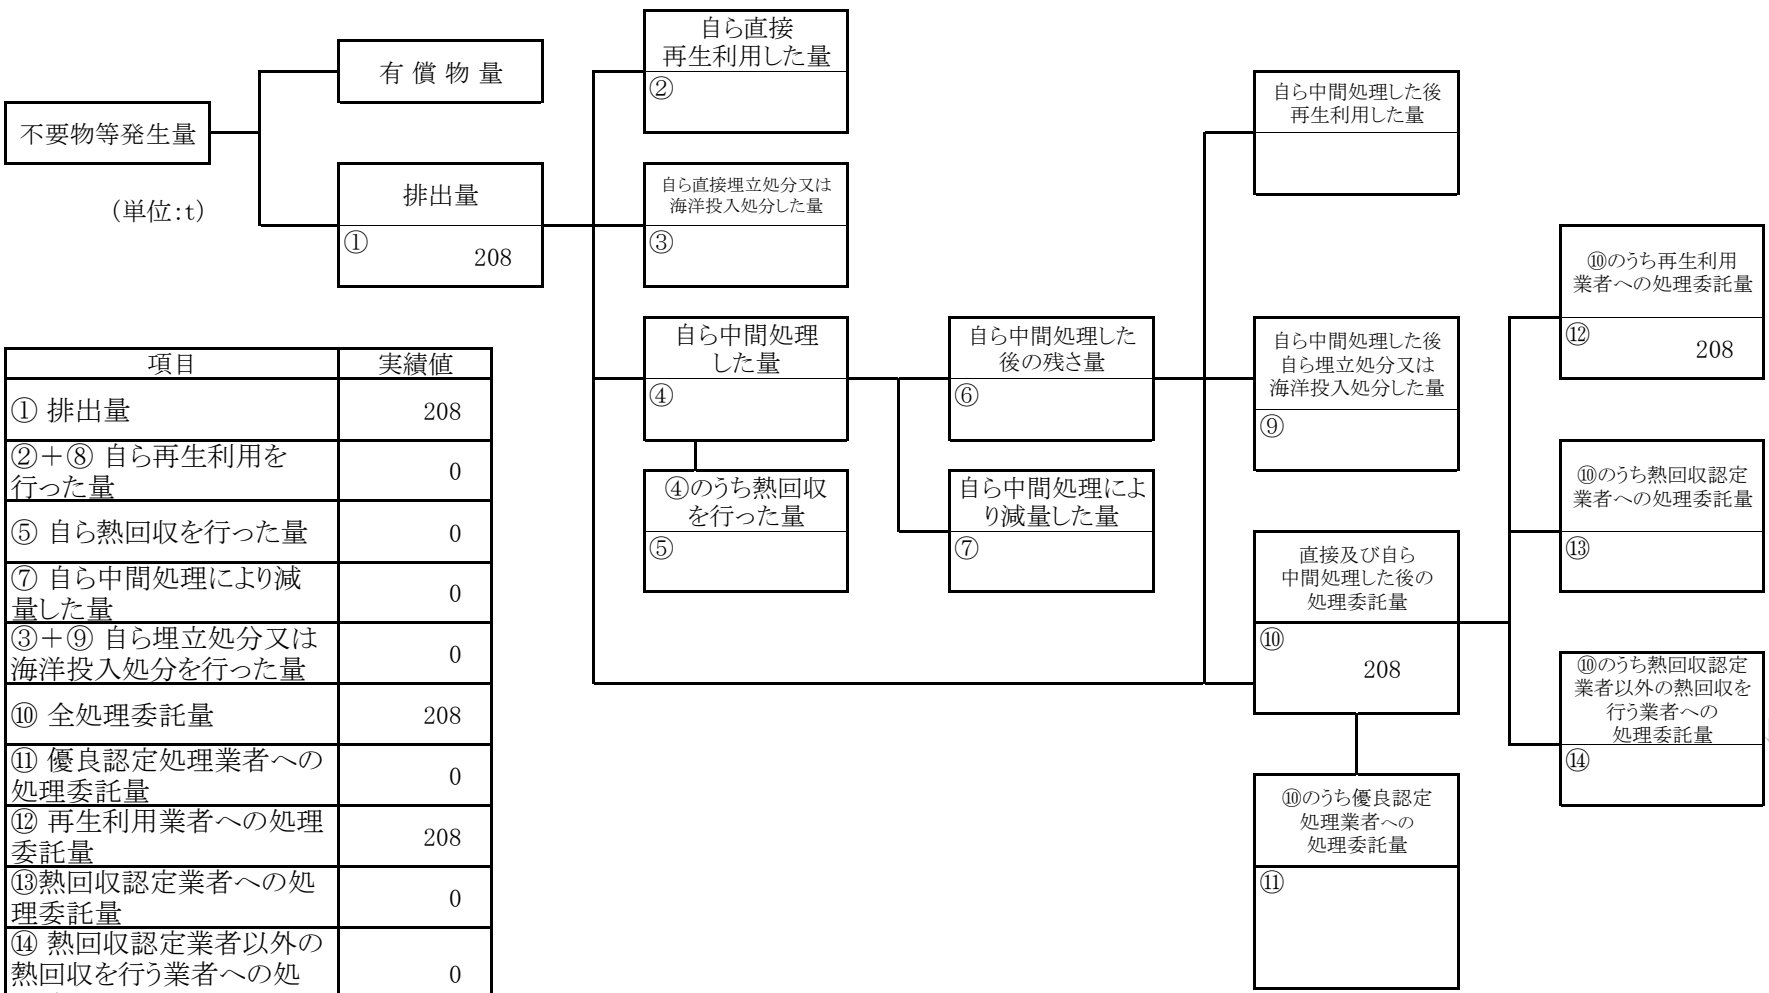 不要物等発生量
(単位:t)
有 償 物 量
排出量
①
208
自ら直接
再生利用した量
②
自ら直接埋立処分又は
海洋投入処分した量
③
自ら中間処理
した量
④
④のうち熱回収
を行った量
⑤
自ら中間処理した
後の残さ量
⑥
自ら中間処理によ
り減量した量
⑦
自ら中間処理した後
再生利用した量
自ら中間処理した後
自ら埋立処分又は
海洋投入処分した量
⑨
直接及び自ら
中間処理した後の
処理委託量
⑩
208
⑩のうち優良認定
処理業者への
処理委託量
⑪
⑩のうち再生利用
業者への処理委託量
⑫
208
⑩のうち熱回収認定
業者への処理委託量
⑬
⑩のうち熱回収認定
業者以外の熱回収を
行う業者への
処理委託量
⑭
項目 実績値
① 排出量 208
②+⑧ 自ら再生利用を
行った量 0
⑤ 自ら熱回収を行った量 0
⑦ 自ら中間処理により減
量した量 0
③+⑨ 自ら埋立処分又は
海洋投入処分を行った量 0
⑩ 全処理委託量 208
⑪ 優良認定処理業者への
処理委託量 0
⑫ 再生利用業者への処理
委託量 208
⑬熱回収認定業者への処
理委託量 0
⑭ 熱回収認定業者以外の
熱回収を行う業者への処 0